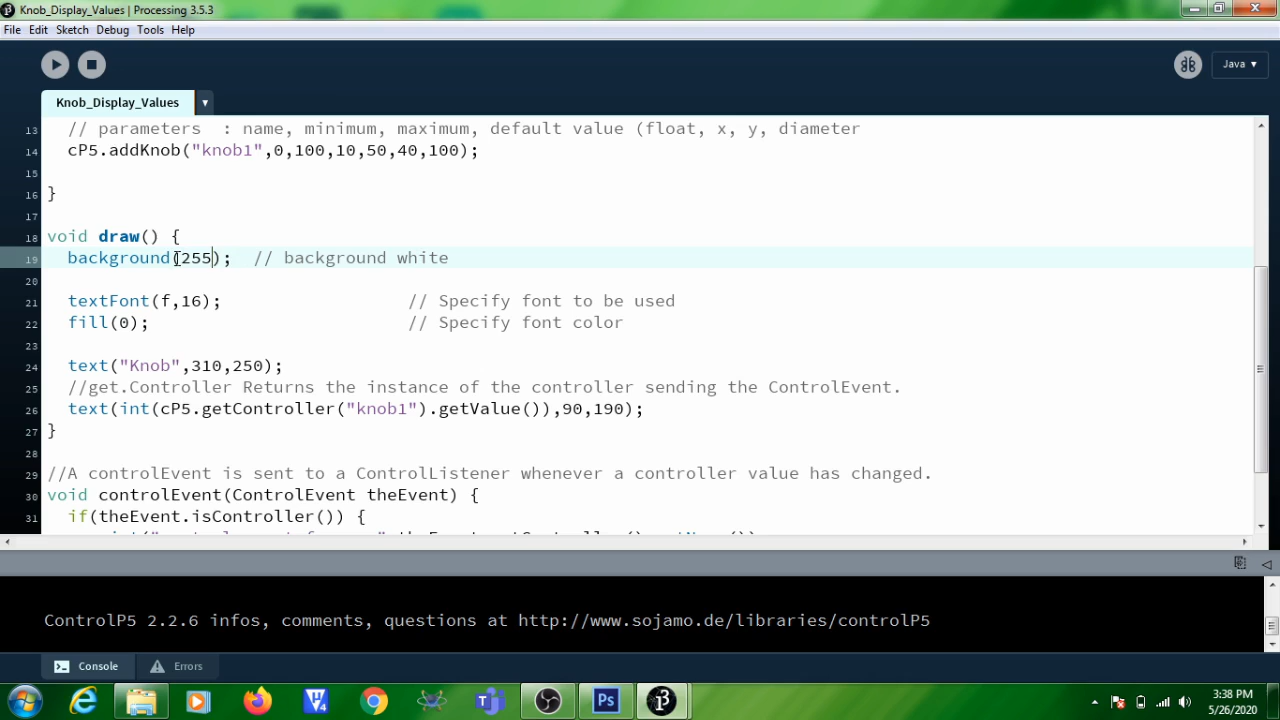 Knob_Display_Values | Processing 3.5.3
File Edit Sketch Debug Tools Help
Java ▾
Knob_Display_Values ▾
13 // parameters : name, minimum, maximum, default value (float, x, y, diameter
14 cP5.addKnob("knob1",0,100,10,50,40,100);
15
16 }
17
18 void draw() {
19 background(255); // background white
20
21 textFont(f,16); // Specify font to be used
22 fill(0); // Specify font color
23
24 text("Knob",310,250);
25 //get.Controller Returns the instance of the controller sending the ControlEvent.
26 text(int(cP5.getController("knob1").getValue()),90,190);
27 }
28
29 //A controlEvent is sent to a ControlListener whenever a controller value has changed.
30 void controlEvent(ControlEvent theEvent) {
31 if(theEvent.isController()) {
ControlP5 2.2.6 infos, comments, questions at http://www.sojamo.de/libraries/controlP5
Console Errors
Ps
3:38 PM
5/26/2020